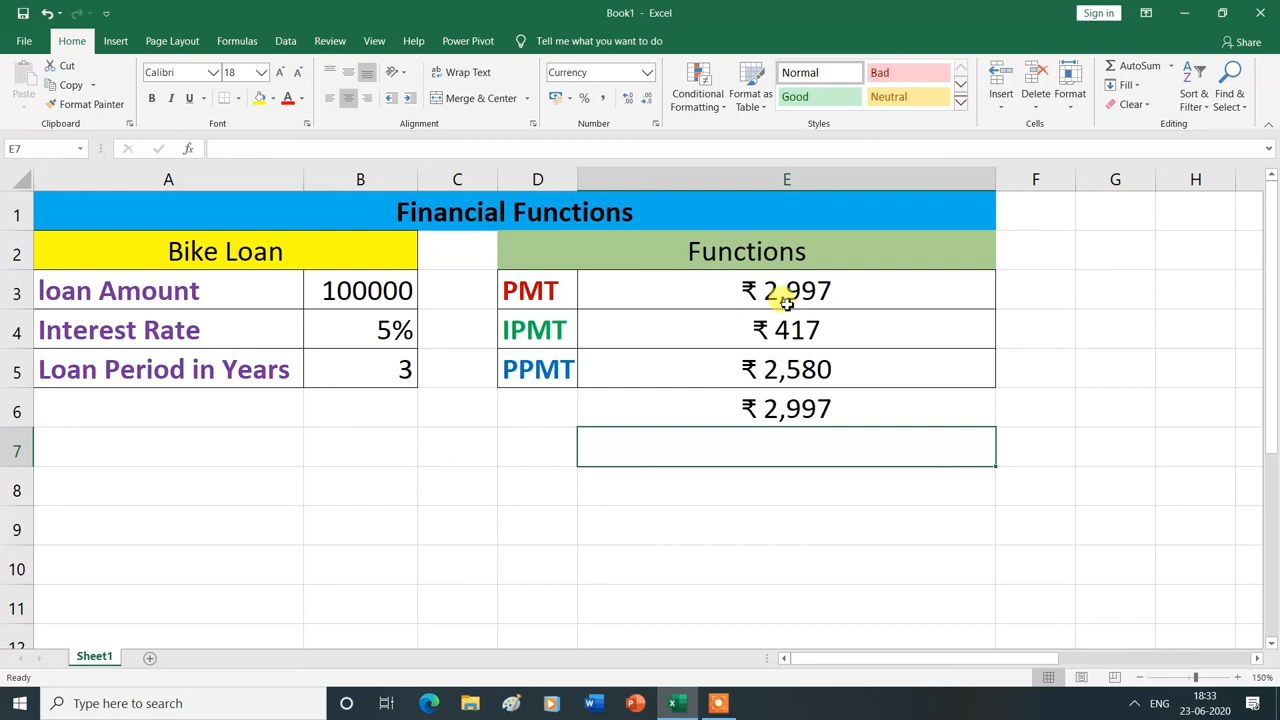 Book1 - Excel
Sign in
File Home Insert Page Layout Formulas Data Review View Help Power Pivot Tell me what you want to do Share
Paste
Cut
Copy
Format Painter
Clipboard
Calibri 18
B I U
Font
Wrap Text
Merge & Center
Alignment
Currency
Number
Conditional Formatting
Format as Table
Normal Bad
Good Neutral
Styles
Insert Delete Format
Cells
AutoSum
Fill
Clear
Sort & Filter
Find & Select
Editing
E7 fx
A B C D E F G H
1 Financial Functions
2 Bike Loan Functions
3 loan Amount 100000 PMT ₹ 2,997
4 Interest Rate 5% IPMT ₹ 417
5 Loan Period in Years 3 PPMT ₹ 2,580
6 ₹ 2,997
7
8
9
10
11
12
Sheet1
Ready 150%
Type here to search
ENG
18:33
23-06-2020